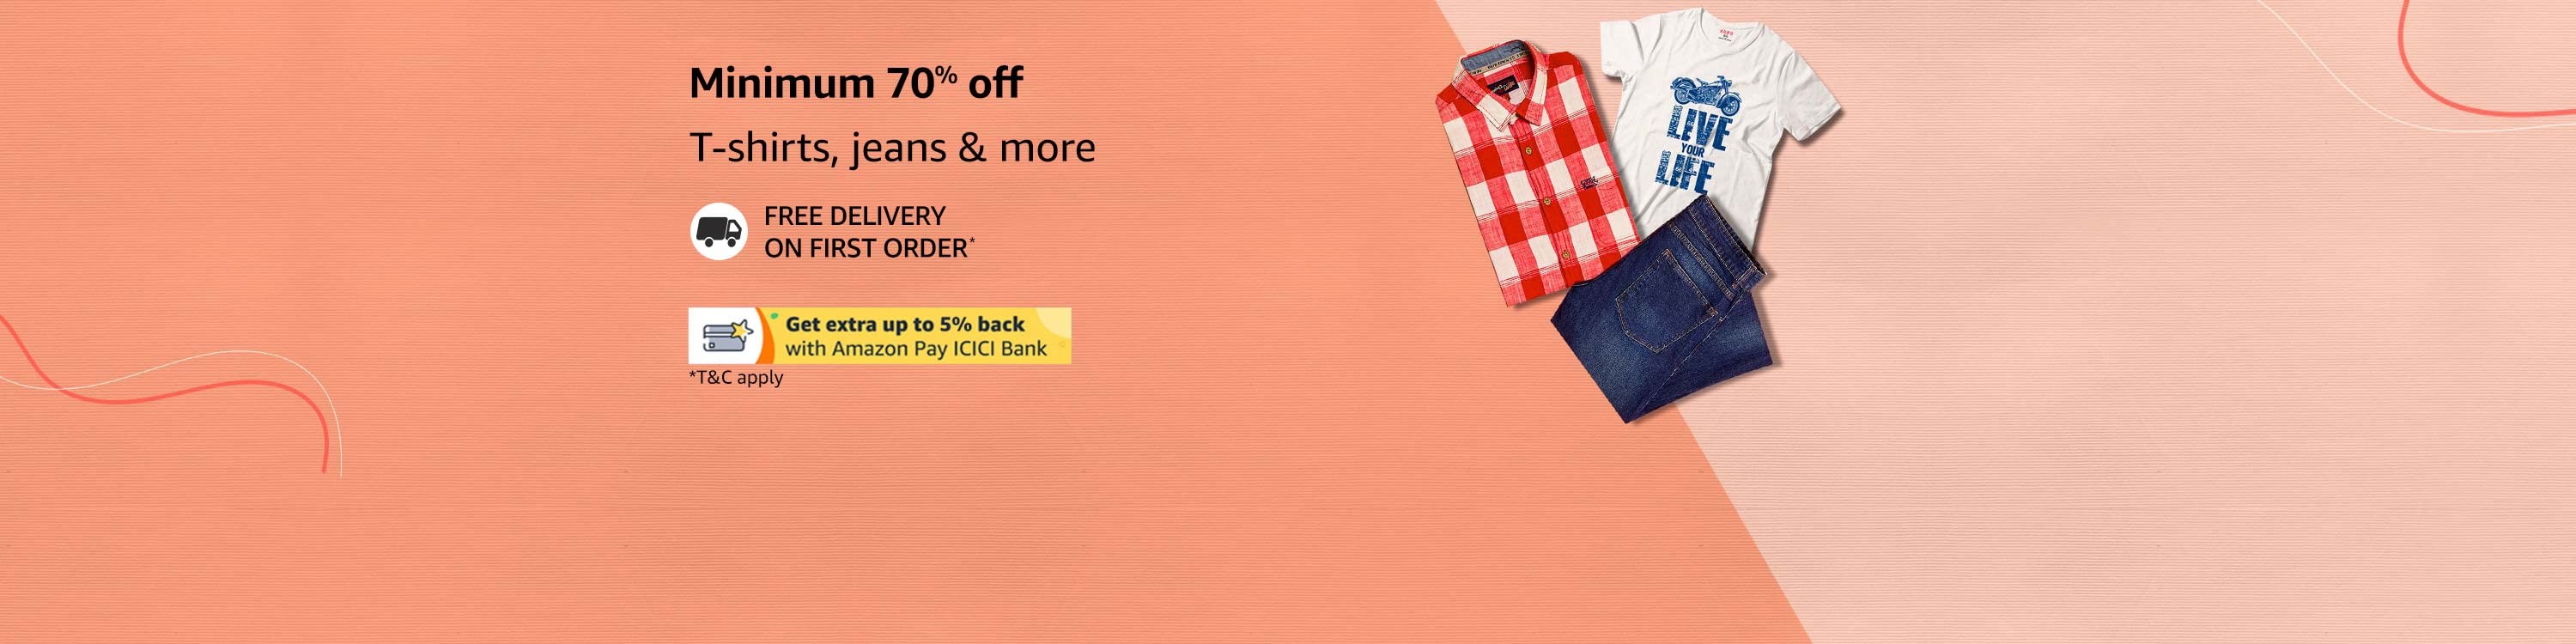 Minimum 70% off
T-shirts, jeans & more
FREE DELIVERY
ON FIRST ORDER*
Get extra up to 5% back
with Amazon Pay ICICI Bank
*T&C apply
LIVE
YOUR
LIFE